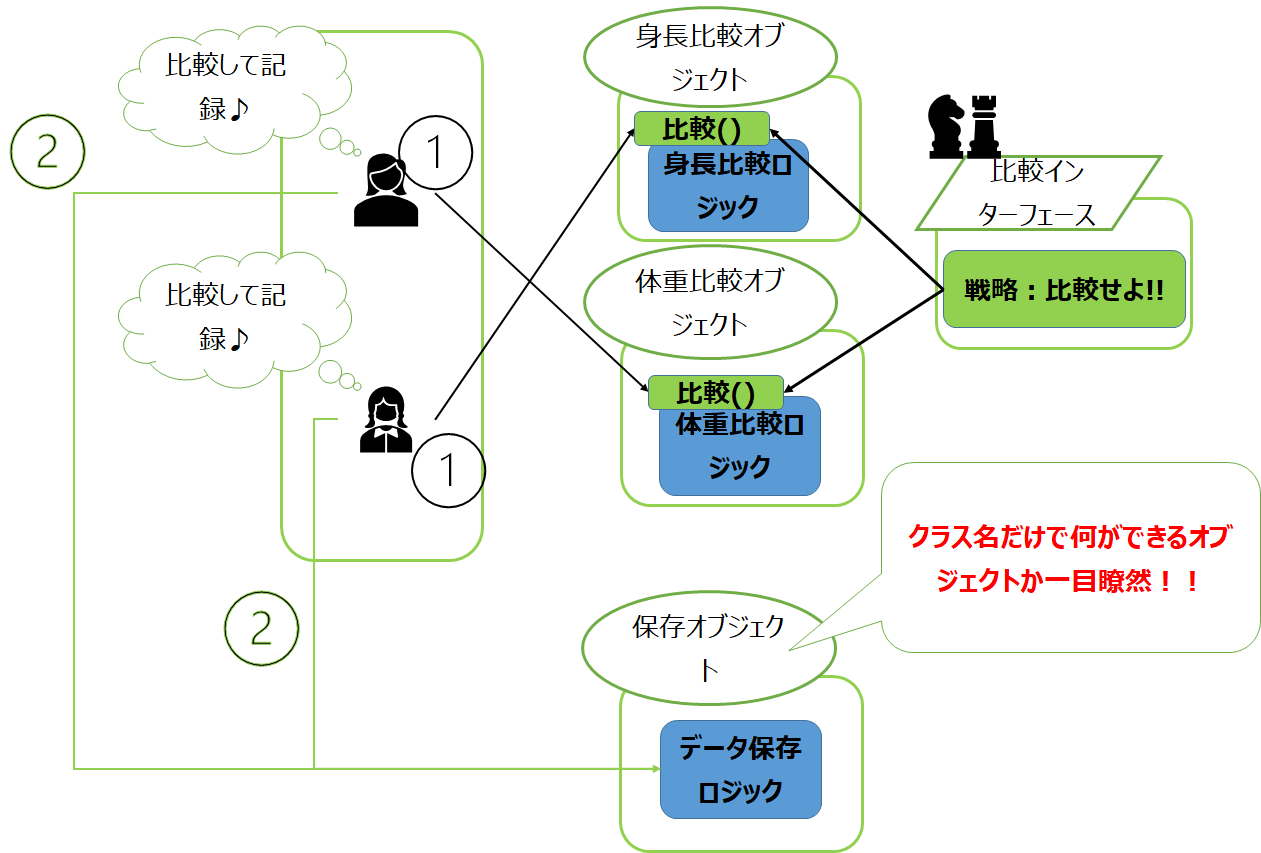 比較して記
録♪
②
①
比較して記
録♪
①
②
身長比較オブ
ジェクト
比較()
身長比較ロ
ジック
体重比較オブ
ジェクト
比較()
体重比較ロ
ジック
比較イン
ターフェース
戦略：比較せよ!!
クラス名だけで何ができるオブ
ジェクトか一目瞭然！！
保存オブジェク
ト
データ保存
ロジック